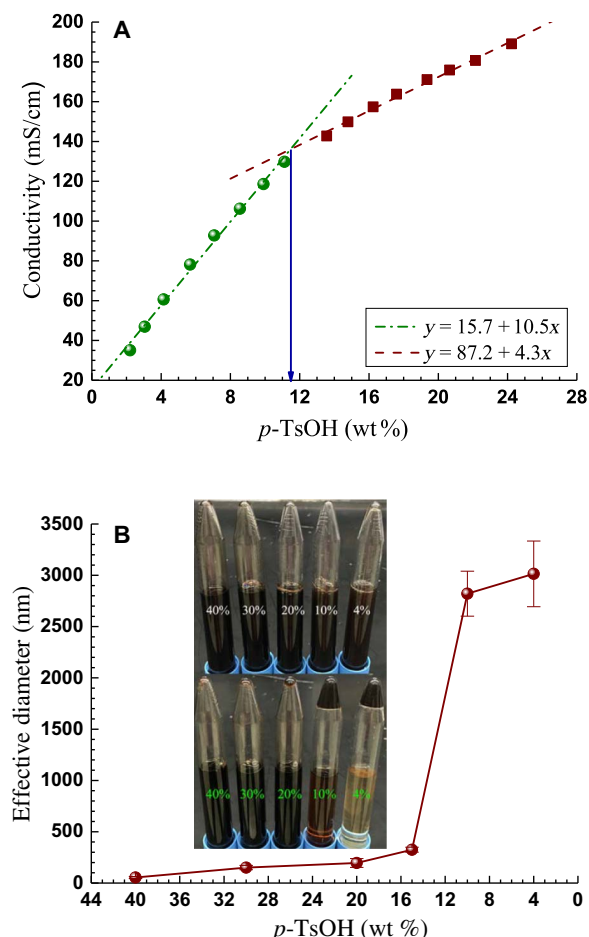 A
200
180
160
140
120
100
80
60
40
20
Conductivity (mS/cm)
y = 15.7 + 10.5x
y = 87.2 + 4.3x
0 4 8 12 16 20 24 28
p-TsOH (wt %)
B
3500
3000
2500
2000
1500
1000
500
0
Effective diameter (nm)
40% 30% 20% 10% 4%
40% 30% 20% 10% 4%
44 40 36 32 28 24 20 16 12 8 4 0
p-TsOH (wt %)